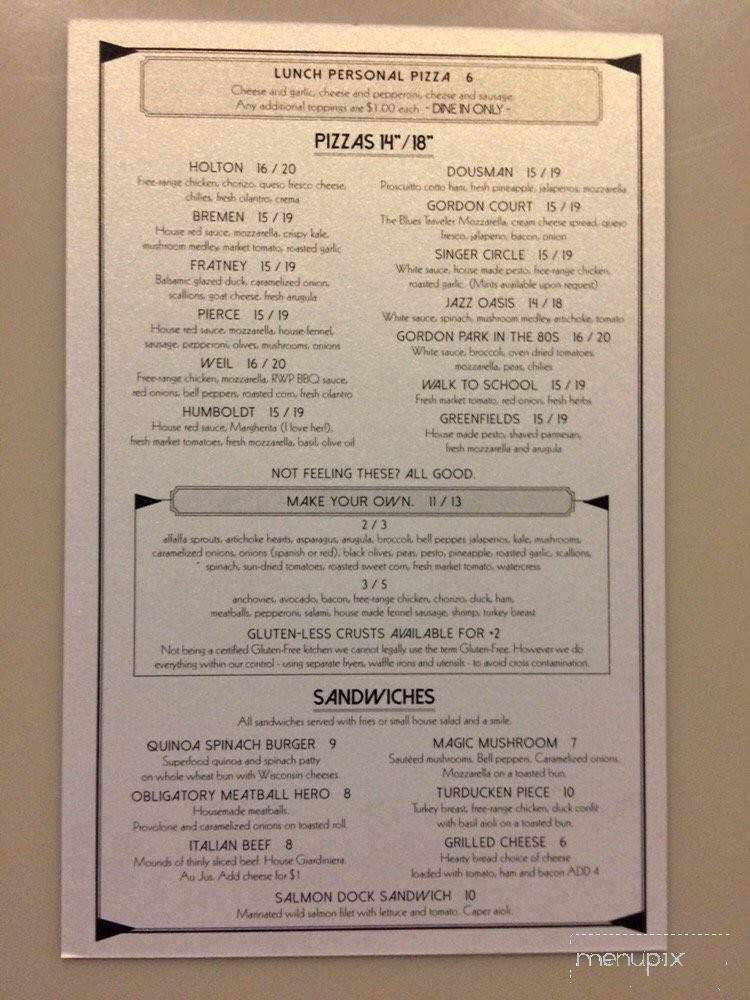 LUNCH PERSONAL PIZZA 6
Cheese and garlic, cheese and pepperoni, cheese and sausage
Any additional toppings are $1.00 each - DINE IN ONLY -
PIZZAS 14"/18"
HOLTON 16 / 20
Free-range chicken, chorizo, queso fresco cheese,
chilies, fresh cilantro, crema
BREMEN 15 / 19
House red sauce, mozzarella, crispy kale,
mushroom medley, market tomato, roasted garlic
FRATNEY 15 / 19
Balsamic glazed duck, caramelized onion,
scallions, goat cheese, fresh arugula
PIERCE 15 / 19
House red sauce, mozzarella, house-fennel,
sausage, pepperoni, olives, mushrooms, onions
WEIL 16 / 20
Free-range chicken, mozzarella, RWP BBQ sauce,
red onions, bell peppers, roasted corn, fresh cilantro
HUMBOLDT 15 / 19
House red sauce, Margherita (I love her!),
fresh market tomatoes, fresh mozzarella, basil, olive oil
DOUSMAN 15 / 19
Proscuitto cotto ham, fresh pineapple, jalapenos, mozzarella
GORDON COURT 15 / 19
The Blues Traveler. Mozzarella, cream cheese spread, queso
fresco, jalapeno, bacon, onion
SINGER CIRCLE 15 / 19
White sauce, house made pesto, free-range chicken,
roasted garlic. (Mints available upon request)
JAZZ OASIS 14 / 18
White sauce, spinach, mushroom medley, artichoke, tomato
GORDON PARK IN THE 80S 16 / 20
White sauce, broccoli, oven dried tomatoes,
mozzarella, peas, chilies
WALK TO SCHOOL 15 / 19
Fresh market tomato, red onion, fresh herbs
GREENFIELDS 15 / 19
House made pesto, shaved parmesan,
fresh mozzarella and arugula
NOT FEELING THESE? ALL GOOD.
MAKE YOUR OWN. 11 / 13
2 / 3
alfalfa sprouts, artichoke hearts, asparagus, arugula, broccoli, bell pepper, jalapenos, kale, mushrooms,
caramelized onions, onions (spanish or red), black olives, peas, pesto, pineapple, roasted garlic, scallions,
spinach, sun-dried tomatoes, roasted sweet corn, fresh market tomato, watercress
3 / 5
anchovies, avocado, bacon, free-range chicken, chorizo, duck, ham,
meatballs, pepperoni, salami, house made fennel sausage, shrimp, turkey breast
GLUTEN-LESS CRUSTS AVAILABLE FOR +2
Not being a certified Gluten-Free kitchen we cannot legally use the term Gluten-Free. However we do
everything within our control - using separate fryers, waffle irons and utensils - to avoid cross contamination.
SANDWICHES
All sandwiches served with fries or small house salad and a smile.
QUINOA SPINACH BURGER 9
Superfood quinoa and spinach patty
on whole wheat bun with Wisconsin cheeses.
OBLIGATORY MEATBALL HERO 8
Housemade meatballs.
Provolone and caramelized onions on toasted roll.
ITALIAN BEEF 8
Mounds of thinly sliced beef. House Giardiniera.
Au Jus. Add cheese for $1
MAGIC MUSHROOM 7
Sautéed mushrooms. Bell peppers. Caramelized onions.
Mozzarella on a toasted bun.
TURDUCKEN PIECE 10
Turkey breast, free-range chicken, duck confit
with basil aioli on a toasted bun.
GRILLED CHEESE 6
Hearty bread choice of cheese
loaded with tomato, ham and bacon ADD 4
SALMON DOCK SANDWICH 10
Marinated wild salmon filet with lettuce and tomato. Caper aioli.
menupix